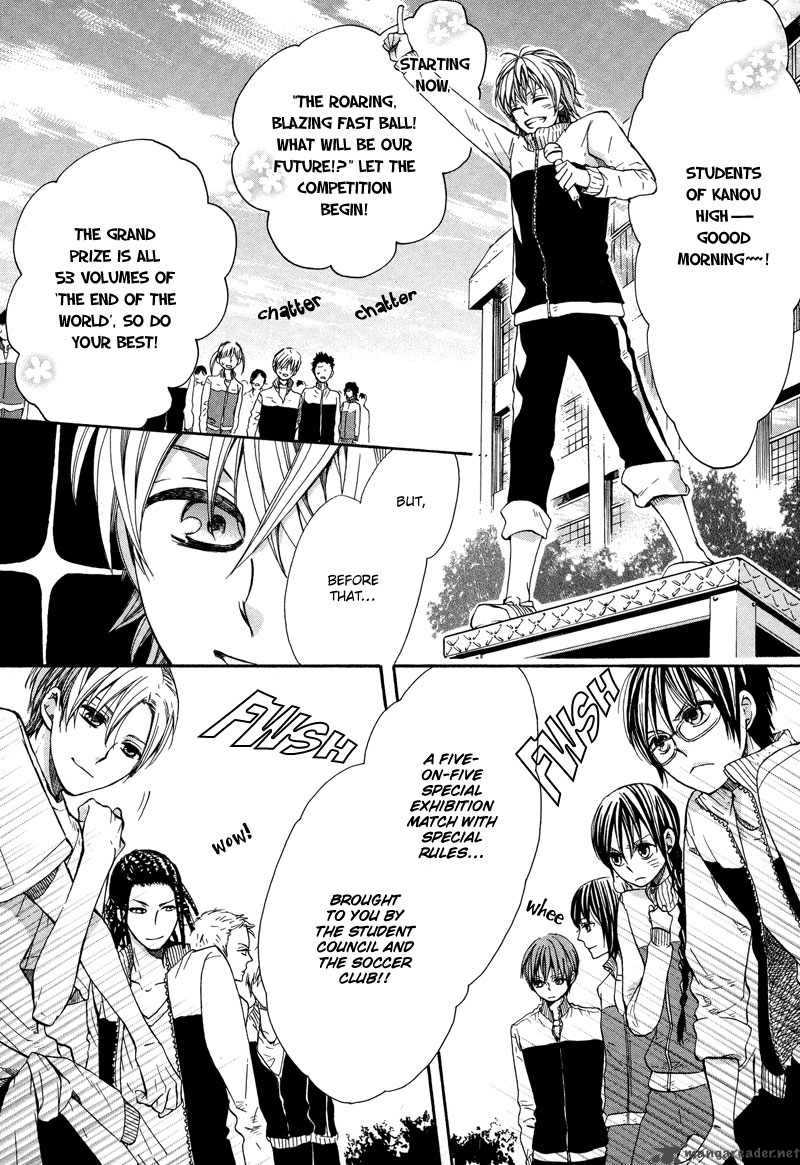 STUDENTS
OF KANOU
HIGH —
GOOOD
MORNING~~!
STARTING
NOW,
"THE ROARING,
BLAZING FAST BALL!
WHAT WILL BE OUR
FUTURE!?" LET THE
COMPETITION
BEGIN!
THE GRAND
PRIZE IS ALL
53 VOLUMES OF
'THE END OF THE
WORLD', SO DO
YOUR BEST!
chatter
chatter
BUT,
BEFORE
THAT...
FWSH
A FIVE-
ON-FIVE
SPECIAL
EXHIBITION
MATCH WITH
SPECIAL
RULES...
whee
BROUGHT
TO YOU BY
THE STUDENT
COUNCIL AND
THE SOCCER
CLUB!!
FWSH
wow!
mangareader.net